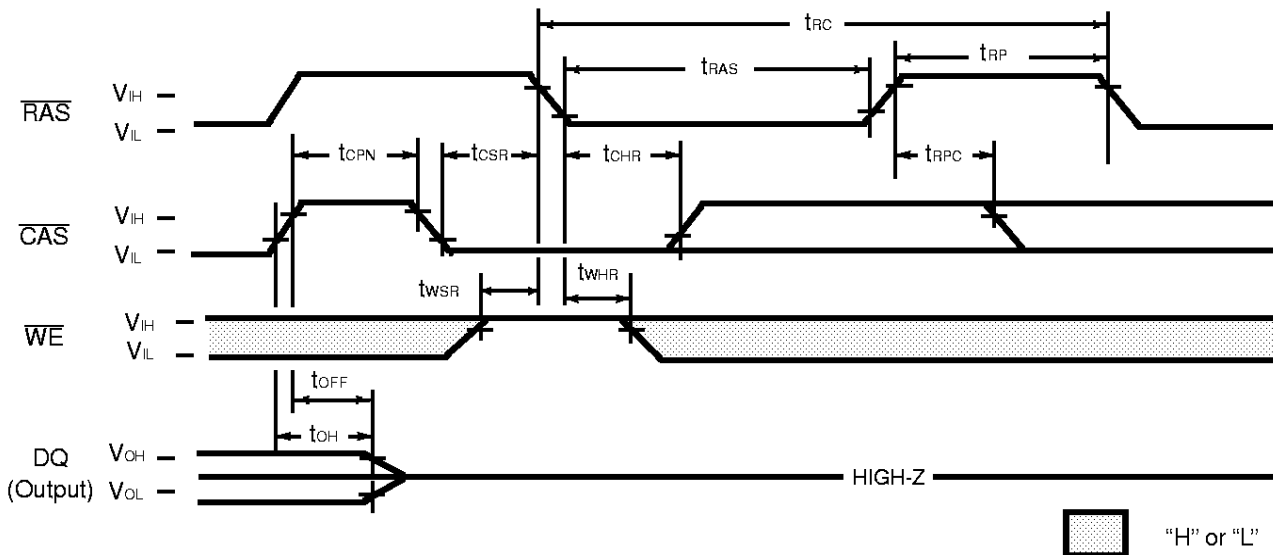 tRC
tRAS
tRP
RAS
VIH
VIL
tCPN
tCSR
tCHR
tRPC
CAS
VIH
VIL
tWSR
tWHR
WE
VIH
VIL
tOFF
tOH
DQ
(Output)
VOH
VOL
HIGH-Z
“H” or “L”